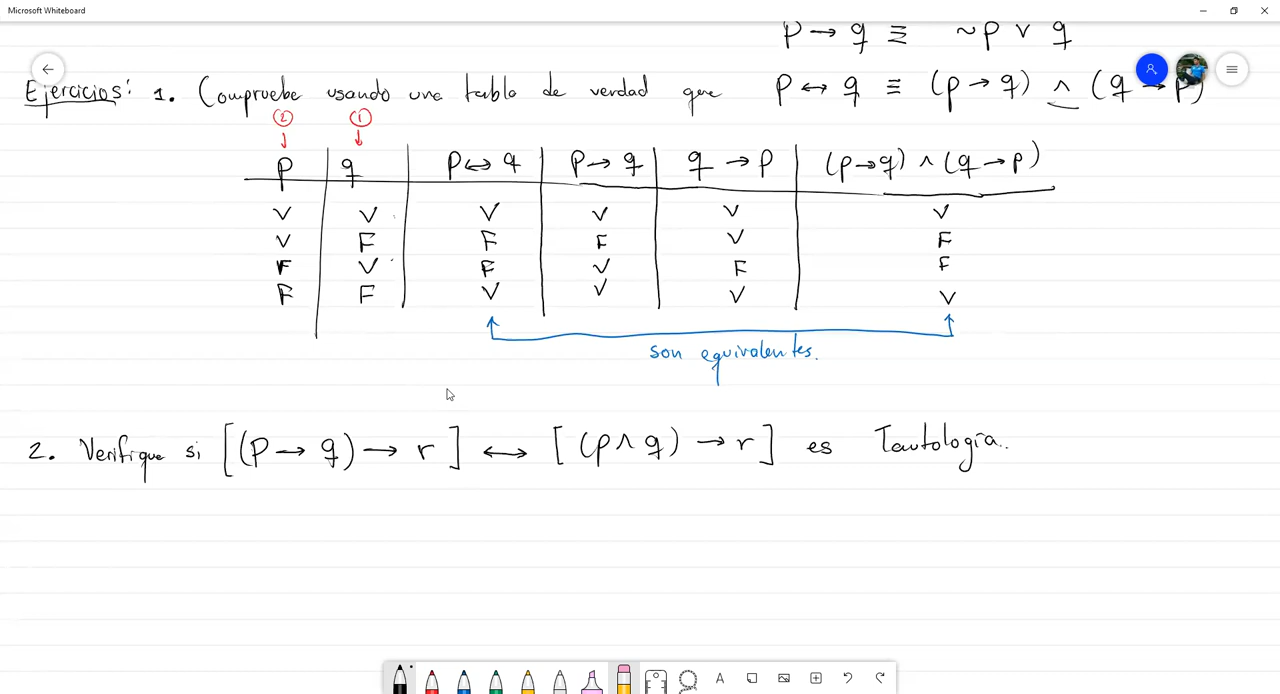 Microsoft Whiteboard
p → q ≡ ~p ∨ q
Ejercicios: 1. Compruebe usando una tabla de verdad que p ↔ q ≡ (p → q) ∧ (q → p)
② ①
p q p ↔ q p → q q → p (p → q) ∧ (q → p)
V V V V V V
V F F F V F
F V F V F F
F F V V V V
son equivalentes.
2. Verifique si [(p → q) → r] ↔ [(p ∧ q) → r] es Tautología.